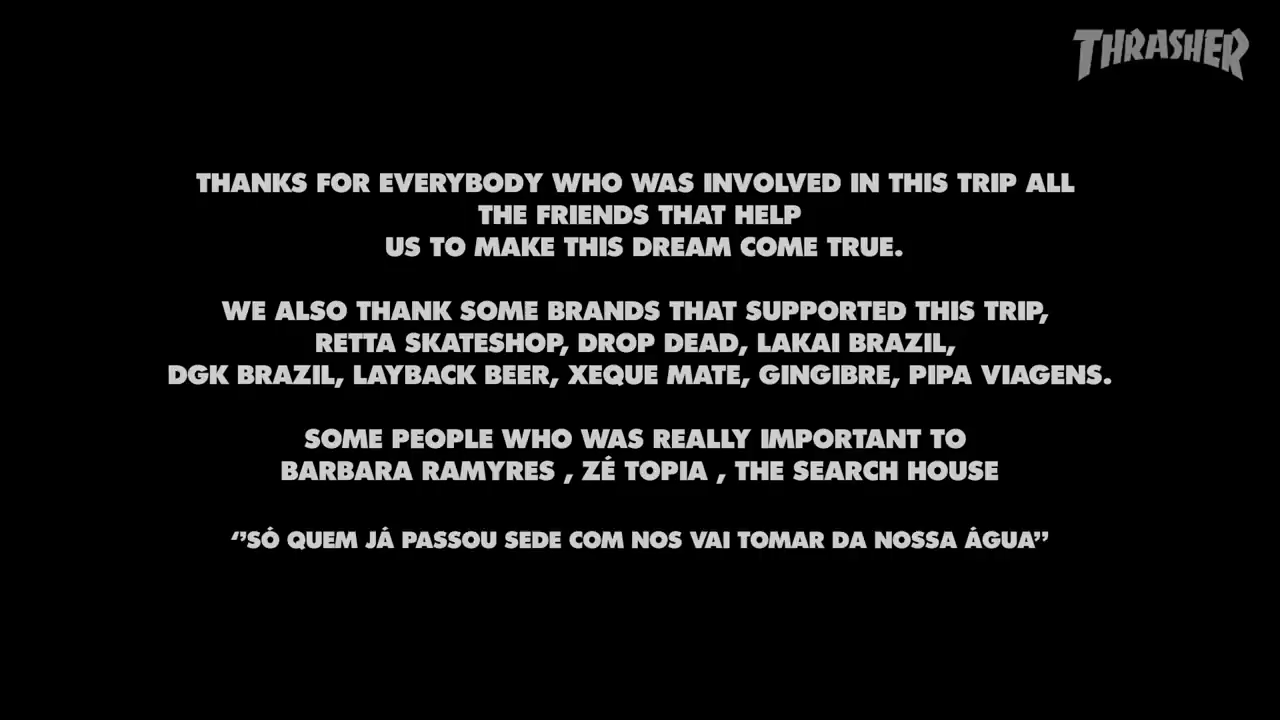 THRASHER
THANKS FOR EVERYBODY WHO WAS INVOLVED IN THIS TRIP ALL
THE FRIENDS THAT HELP
US TO MAKE THIS DREAM COME TRUE.
WE ALSO THANK SOME BRANDS THAT SUPPORTED THIS TRIP,
RETTA SKATESHOP, DROP DEAD, LAKAI BRAZIL,
DGK BRAZIL, LAYBACK BEER, XEQUE MATE, GINGIBRE, PIPA VIAGENS.
SOME PEOPLE WHO WAS REALLY IMPORTANT TO
BARBARA RAMYRES , ZÉ TOPIA , THE SEARCH HOUSE
‘’SÓ QUEM JÁ PASSOU SEDE COM NOS VAI TOMAR DA NOSSA ÁGUA’’